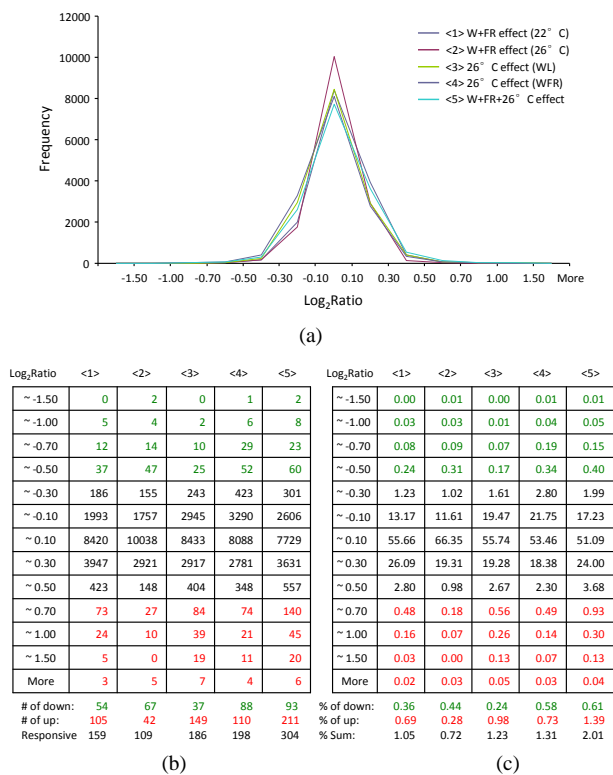 12000
10000
8000
6000
4000
2000
0
Frequency
<1> W+FR effect (22° C)
<2> W+FR effect (26° C)
<3> 26° C effect (WL)
<4> 26° C effect (WFR)
<5> W+FR+26° C effect
-1.50 -1.00 -0.70 -0.50 -0.30 -0.10 0.10 0.30 0.50 0.70 1.00 1.50 More
Log2Ratio
(a)
Log2Ratio <1> <2> <3> <4> <5>
~ -1.50 0 2 0 1 2
~ -1.00 5 4 2 6 8
~ -0.70 12 14 10 29 23
~ -0.50 37 47 25 52 60
~ -0.30 186 155 243 423 301
~ -0.10 1993 1757 2945 3290 2606
~ 0.10 8420 10038 8433 8088 7729
~ 0.30 3947 2921 2917 2781 3631
~ 0.50 423 148 404 348 557
~ 0.70 73 27 84 74 140
~ 1.00 24 10 39 21 45
~ 1.50 5 0 19 11 20
More 3 5 7 4 6
# of down: 54 67 37 88 93
# of up: 105 42 149 110 211
Responsive 159 109 186 198 304
(b)
Log2Ratio <1> <2> <3> <4> <5>
~ -1.50 0.00 0.01 0.00 0.01 0.01
~ -1.00 0.03 0.03 0.01 0.04 0.05
~ -0.70 0.08 0.09 0.07 0.19 0.15
~ -0.50 0.24 0.31 0.17 0.34 0.40
~ -0.30 1.23 1.02 1.61 2.80 1.99
~ -0.10 13.17 11.61 19.47 21.75 17.23
~ 0.10 55.66 66.35 55.74 53.46 51.09
~ 0.30 26.09 19.31 19.28 18.38 24.00
~ 0.50 2.80 0.98 2.67 2.30 3.68
~ 0.70 0.48 0.18 0.56 0.49 0.93
~ 1.00 0.16 0.07 0.26 0.14 0.30
~ 1.50 0.03 0.00 0.13 0.07 0.13
More 0.02 0.03 0.05 0.03 0.04
% of down: 0.36 0.44 0.24 0.58 0.61
% of up: 0.69 0.28 0.98 0.73 1.39
% Sum: 1.05 0.72 1.23 1.31 2.01
(c)